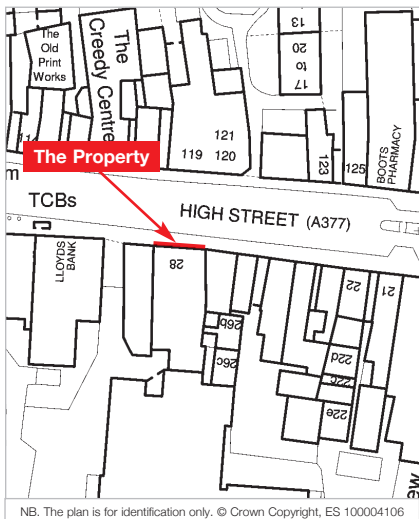 The
Old
Print
Works
The
Creedy Centre
13
20
to
17
114
121
119 120
123
125
BOOTS
PHARMACY
The Property
m
TCBs
HIGH STREET (A377)
LLOYDS
BANK
28
26b
26c
22
21
22d
22c
22e
ew
NB. The plan is for identification only. © Crown Copyright, ES 100004106